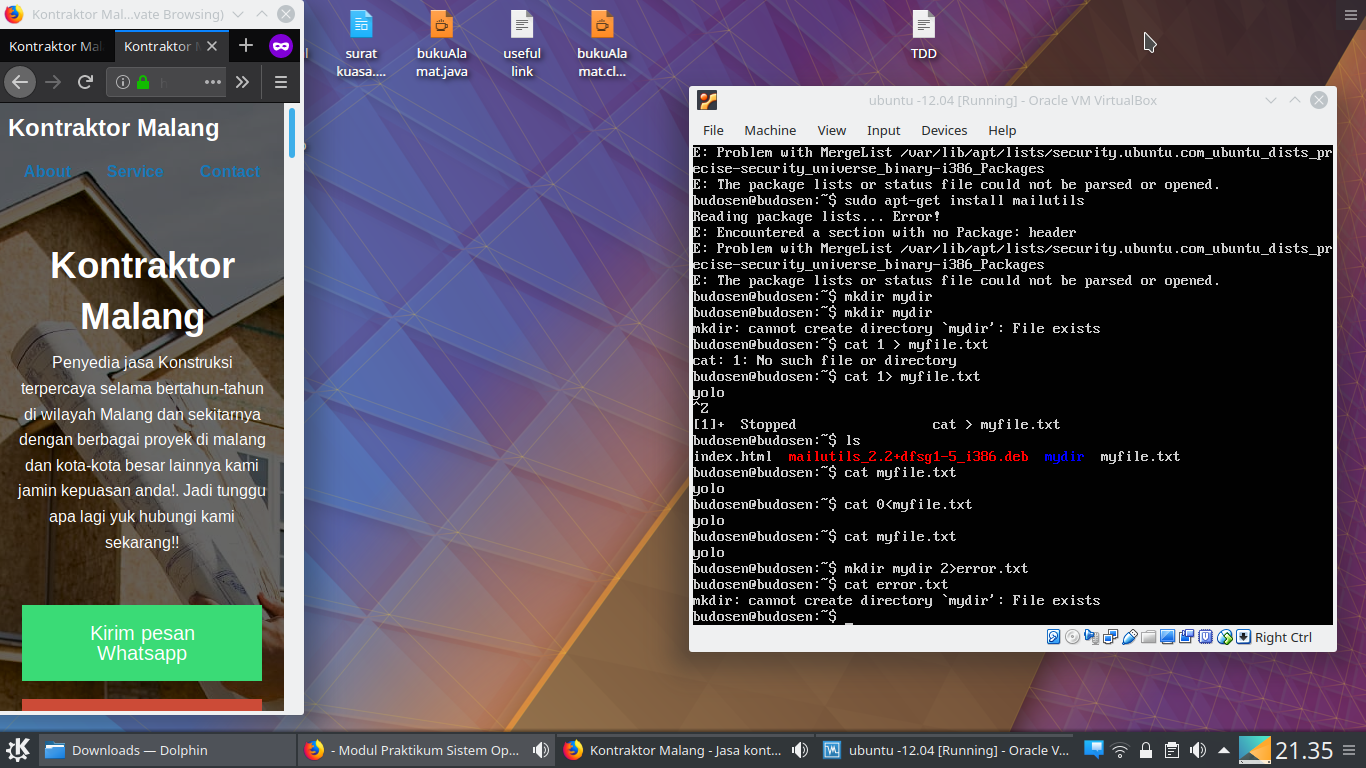 Kontraktor Mal...vate Browsing)
Kontraktor Mal
Kontraktor
Kontraktor Malang
About Service Contact
Kontraktor
Malang
Penyedia jasa Konstruksi
terpercaya selama bertahun-tahun
di wilayah Malang dan sekitarnya
dengan berbagai proyek di malang
dan kota-kota besar lainnya kami
jamin kepuasan anda!. Jadi tunggu
apa lagi yuk hubungi kami
sekarang!!
Kirim pesan
Whatsapp
surat
kuasa....
bukuAla
mat.java
useful
link
bukuAla
mat.cl...
TDD
ubuntu -12.04 [Running] - Oracle VM VirtualBox
File Machine View Input Devices Help
E: Problem with MergeList /var/lib/apt/lists/security.ubuntu.com_ubuntu_dists_pr
ecise-security_universe_binary-i386_Packages
E: The package lists or status file could not be parsed or opened.
budosen@budosen:~$ sudo apt-get install mailutils
Reading package lists... Error!
E: Encountered a section with no Package: header
E: Problem with MergeList /var/lib/apt/lists/security.ubuntu.com_ubuntu_dists_pr
ecise-security_universe_binary-i386_Packages
E: The package lists or status file could not be parsed or opened.
budosen@budosen:~$ mkdir mydir
budosen@budosen:~$ mkdir mydir
mkdir: cannot create directory `mydir': File exists
budosen@budosen:~$ cat 1 > myfile.txt
cat: 1: No such file or directory
budosen@budosen:~$ cat 1> myfile.txt
yolo
^Z
[1]+  Stopped                 cat > myfile.txt
budosen@budosen:~$ ls
index.html  mailutils_2.2+dfsg1-5_i386.deb  mydir  myfile.txt
budosen@budosen:~$ cat myfile.txt
yolo
budosen@budosen:~$ cat 0<myfile.txt
yolo
budosen@budosen:~$ cat myfile.txt
yolo
budosen@budosen:~$ mkdir mydir 2>error.txt
budosen@budosen:~$ cat error.txt
mkdir: cannot create directory `mydir': File exists
budosen@budosen:~$
Right Ctrl
Downloads — Dolphin
- Modul Praktikum Sistem Op...
Kontraktor Malang - Jasa kont...
ubuntu -12.04 [Running] - Oracle V...
21.35